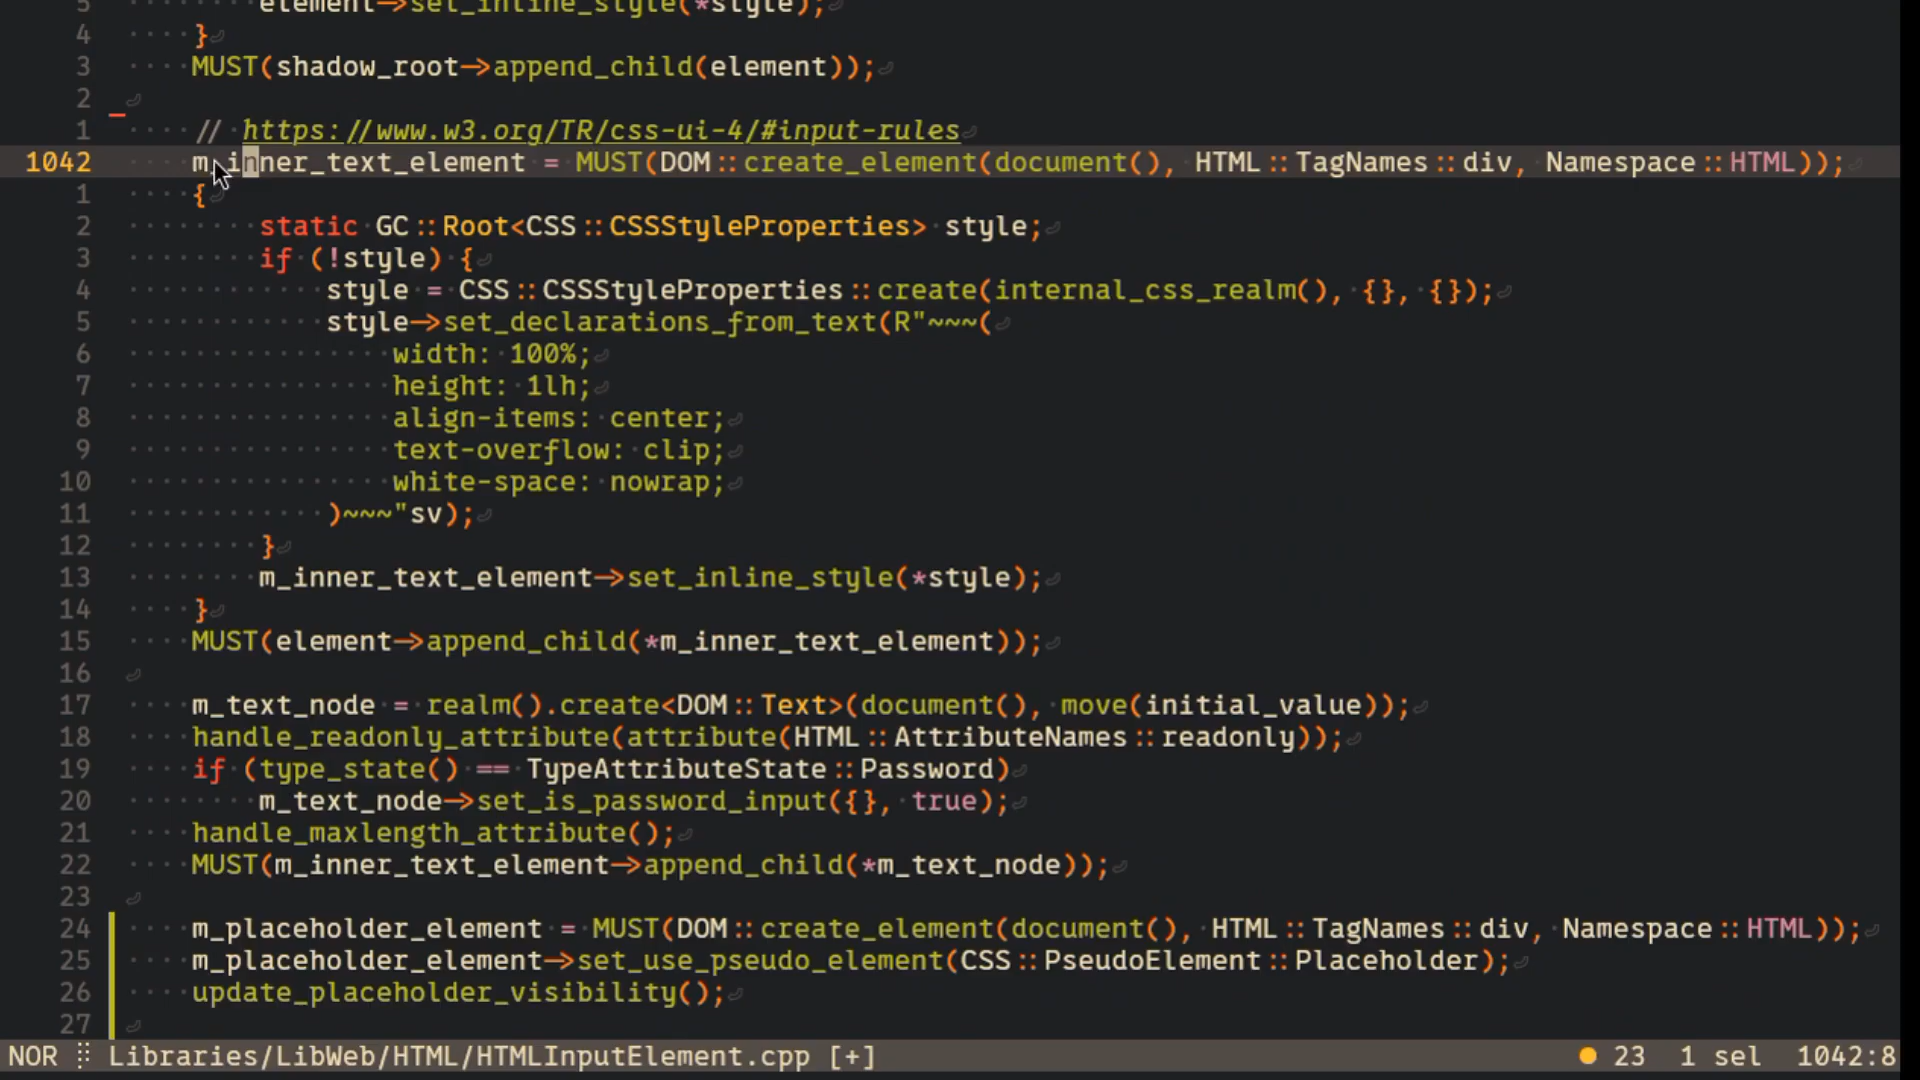 5 element->set_inline_style(*style);
4 }
3 MUST(shadow_root->append_child(element));
2
1 // https://www.w3.org/TR/css-ui-4/#input-rules
1042 m_inner_text_element = MUST(DOM::create_element(document(), HTML::TagNames::div, Namespace::HTML));
1 {
2 static GC::Root<CSS::CSSStyleProperties> style;
3 if (!style) {
4 style = CSS::CSSStyleProperties::create(internal_css_realm(), {}, {});
5 style->set_declarations_from_text(R"~~~(
6 width: 100%;
7 height: 1lh;
8 align-items: center;
9 text-overflow: clip;
10 white-space: nowrap;
11 )~~~"sv);
12 }
13 m_inner_text_element->set_inline_style(*style);
14 }
15 MUST(element->append_child(*m_inner_text_element));
16
17 m_text_node = realm().create<DOM::Text>(document(), move(initial_value));
18 handle_readonly_attribute(attribute(HTML::AttributeNames::readonly));
19 if (type_state() == TypeAttributeState::Password)
20 m_text_node->set_is_password_input({}, true);
21 handle_maxlength_attribute();
22 MUST(m_inner_text_element->append_child(*m_text_node));
23
24 m_placeholder_element = MUST(DOM::create_element(document(), HTML::TagNames::div, Namespace::HTML));
25 m_placeholder_element->set_use_pseudo_element(CSS::PseudoElement::Placeholder);
26 update_placeholder_visibility();
27
NOR Libraries/LibWeb/HTML/HTMLInputElement.cpp [+] 23 1 sel 1042:8